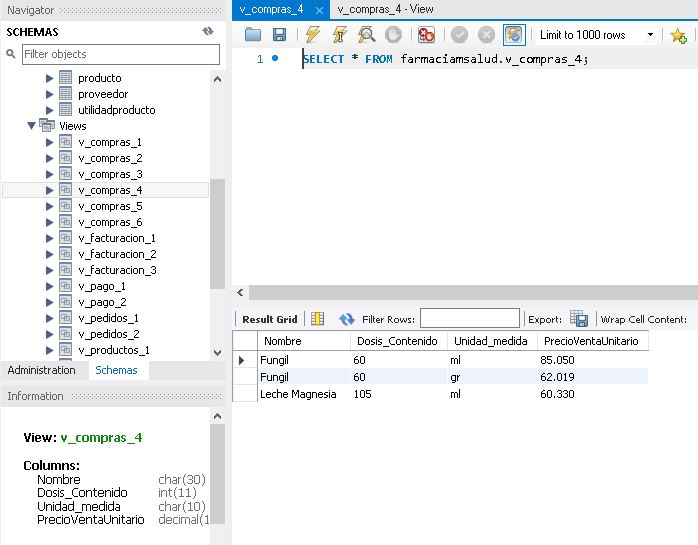 Navigator
SCHEMAS
Filter objects
producto
proveedor
utilidadproducto
Views
v_compras_1
v_compras_2
v_compras_3
v_compras_4
v_compras_5
v_compras_6
v_facturacion_1
v_facturacion_2
v_facturacion_3
v_pago_1
v_pago_2
v_pedidos_1
v_pedidos_2
v_productos_1
Administration Schemas
Information
View: v_compras_4
Columns:
Nombre char(30)
Dosis_Contenido int(11)
Unidad_medida char(10)
PrecioVentaUnitario decimal(1
v_compras_4 v_compras_4 - View
Limit to 1000 rows
1 SELECT * FROM farmaciamsalud.v_compras_4;
Result Grid Filter Rows: Export: Wrap Cell Content:
Nombre Dosis_Contenido Unidad_medida PrecioVentaUnitario
Fungil 60 ml 85.050
Fungil 60 gr 62.019
Leche Magnesia 105 ml 60.330